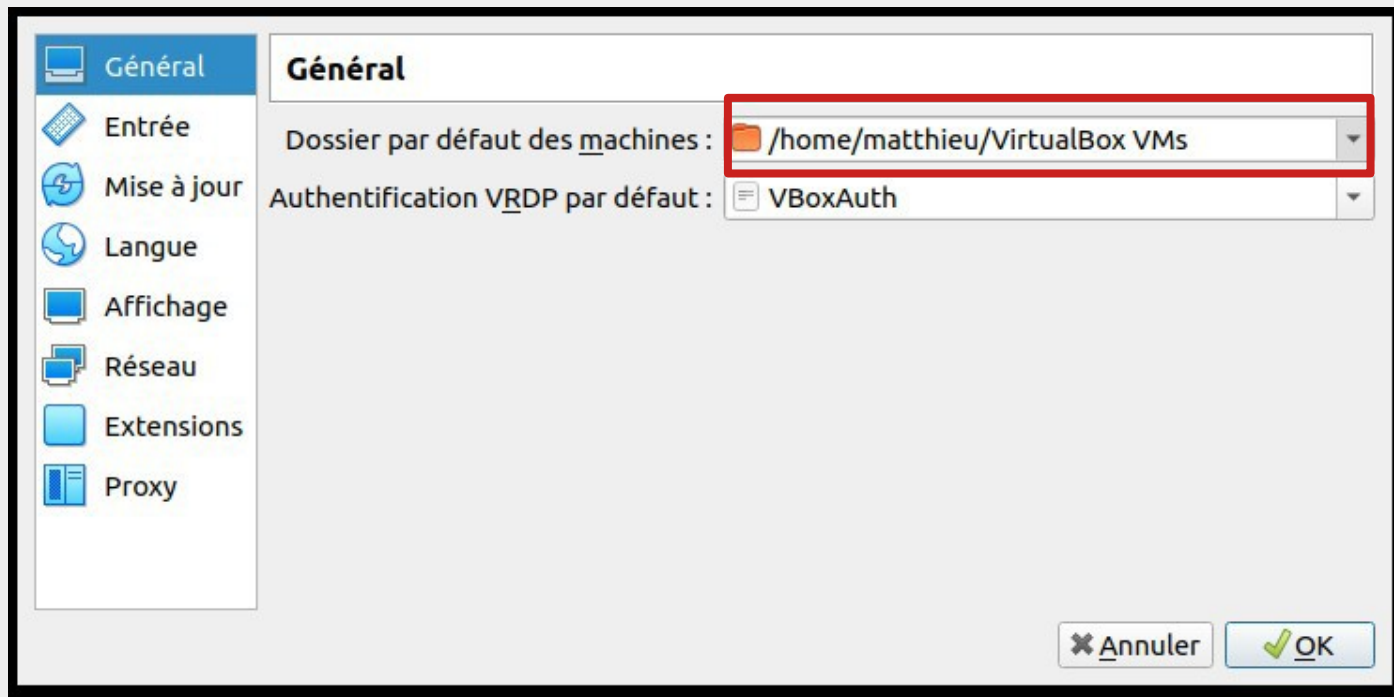 Général
Entrée
Mise à jour
Langue
Affichage
Réseau
Extensions
Proxy
Général
Dossier par défaut des machines : /home/matthieu/VirtualBox VMs
Authentification VRDP par défaut : VBoxAuth
Annuler
OK